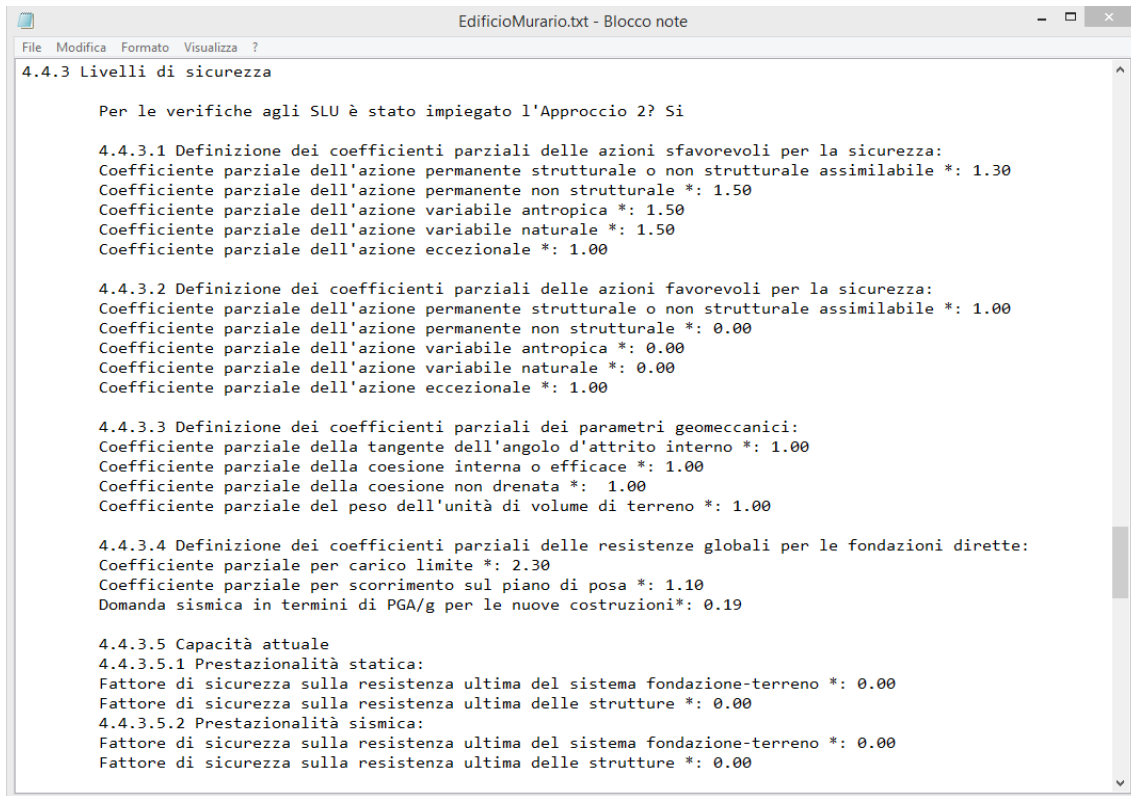 EdificioMurario.txt - Blocco note
File Modifica Formato Visualizza ?
4.4.3 Livelli di sicurezza
Per le verifiche agli SLU è stato impiegato l'Approccio 2? Si
4.4.3.1 Definizione dei coefficienti parziali delle azioni sfavorevoli per la sicurezza:
Coefficiente parziale dell'azione permanente strutturale o non strutturale assimilabile *: 1.30
Coefficiente parziale dell'azione permanente non strutturale *: 1.50
Coefficiente parziale dell'azione variabile antropica *: 1.50
Coefficiente parziale dell'azione variabile naturale *: 1.50
Coefficiente parziale dell'azione eccezionale *: 1.00
4.4.3.2 Definizione dei coefficienti parziali delle azioni favorevoli per la sicurezza:
Coefficiente parziale dell'azione permanente strutturale o non strutturale assimilabile *: 1.00
Coefficiente parziale dell'azione permanente non strutturale *: 0.00
Coefficiente parziale dell'azione variabile antropica *: 0.00
Coefficiente parziale dell'azione variabile naturale *: 0.00
Coefficiente parziale dell'azione eccezionale *: 1.00
4.4.3.3 Definizione dei coefficienti parziali dei parametri geomeccanici:
Coefficiente parziale della tangente dell'angolo d'attrito interno *: 1.00
Coefficiente parziale della coesione interna o efficace *: 1.00
Coefficiente parziale della coesione non drenata *:  1.00
Coefficiente parziale del peso dell'unità di volume di terreno *: 1.00
4.4.3.4 Definizione dei coefficienti parziali delle resistenze globali per le fondazioni dirette:
Coefficiente parziale per carico limite *: 2.30
Coefficiente parziale per scorrimento sul piano di posa *: 1.10
Domanda sismica in termini di PGA/g per le nuove costruzioni*: 0.19
4.4.3.5 Capacità attuale
4.4.3.5.1 Prestazionalità statica:
Fattore di sicurezza sulla resistenza ultima del sistema fondazione-terreno *: 0.00
Fattore di sicurezza sulla resistenza ultima delle strutture *: 0.00
4.4.3.5.2 Prestazionalità sismica:
Fattore di sicurezza sulla resistenza ultima del sistema fondazione-terreno *: 0.00
Fattore di sicurezza sulla resistenza ultima delle strutture *: 0.00